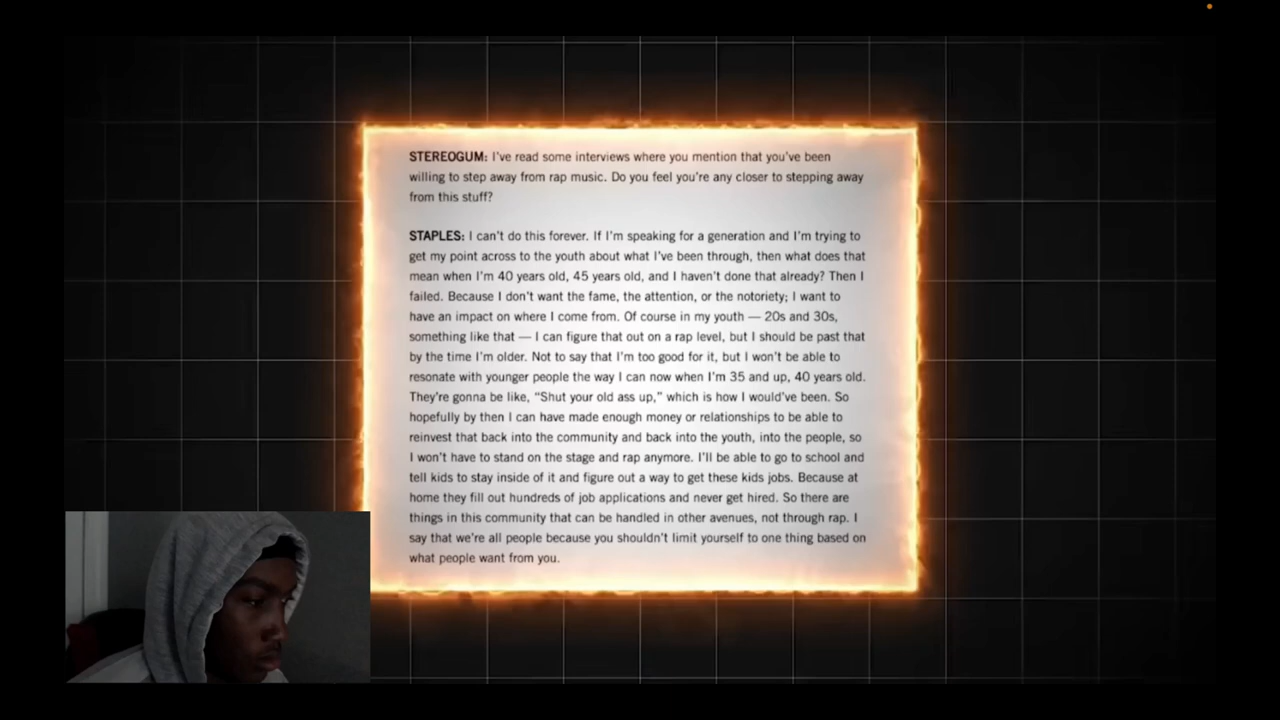 STEREOGUM: I've read some interviews where you mention that you've been
willing to step away from rap music. Do you feel you're any closer to stepping away
from this stuff?
STAPLES: I can't do this forever. If I'm speaking for a generation and I'm trying to
get my point across to the youth about what I've been through, then what does that
mean when I'm 40 years old, 45 years old, and I haven't done that already? Then I
failed. Because I don't want the fame, the attention, or the notoriety; I want to
have an impact on where I come from. Of course in my youth — 20s and 30s,
something like that — I can figure that out on a rap level, but I should be past that
by the time I'm older. Not to say that I'm too good for it, but I won't be able to
resonate with younger people the way I can now when I'm 35 and up, 40 years old.
They're gonna be like, “Shut your old ass up,” which is how I would've been. So
hopefully by then I can have made enough money or relationships to be able to
reinvest that back into the community and back into the youth, into the people, so
I won't have to stand on the stage and rap anymore. I'll be able to go to school and
tell kids to stay inside of it and figure out a way to get these kids jobs. Because at
home they fill out hundreds of job applications and never get hired. So there are
things in this community that can be handled in other avenues, not through rap. I
say that we're all people because you shouldn't limit yourself to one thing based on
what people want from you.